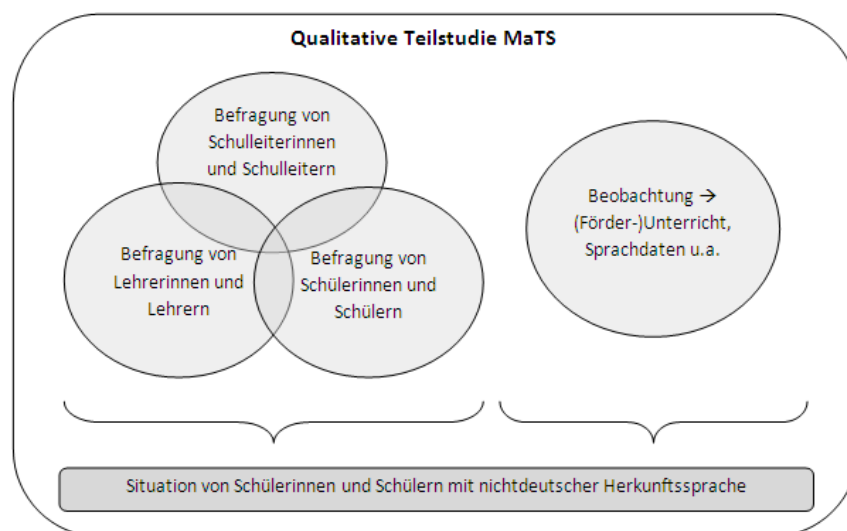 Qualitative Teilstudie MaTS
Befragung von
Schulleiterinnen
und Schulleitern
Befragung von
Lehrerinnen und
Lehrern
Befragung von
Schülerinnen und
Schülern
Beobachtung →
(Förder-)Unterricht,
Sprachdaten u.a.
Situation von Schülerinnen und Schülern mit nichtdeutscher Herkunftssprache